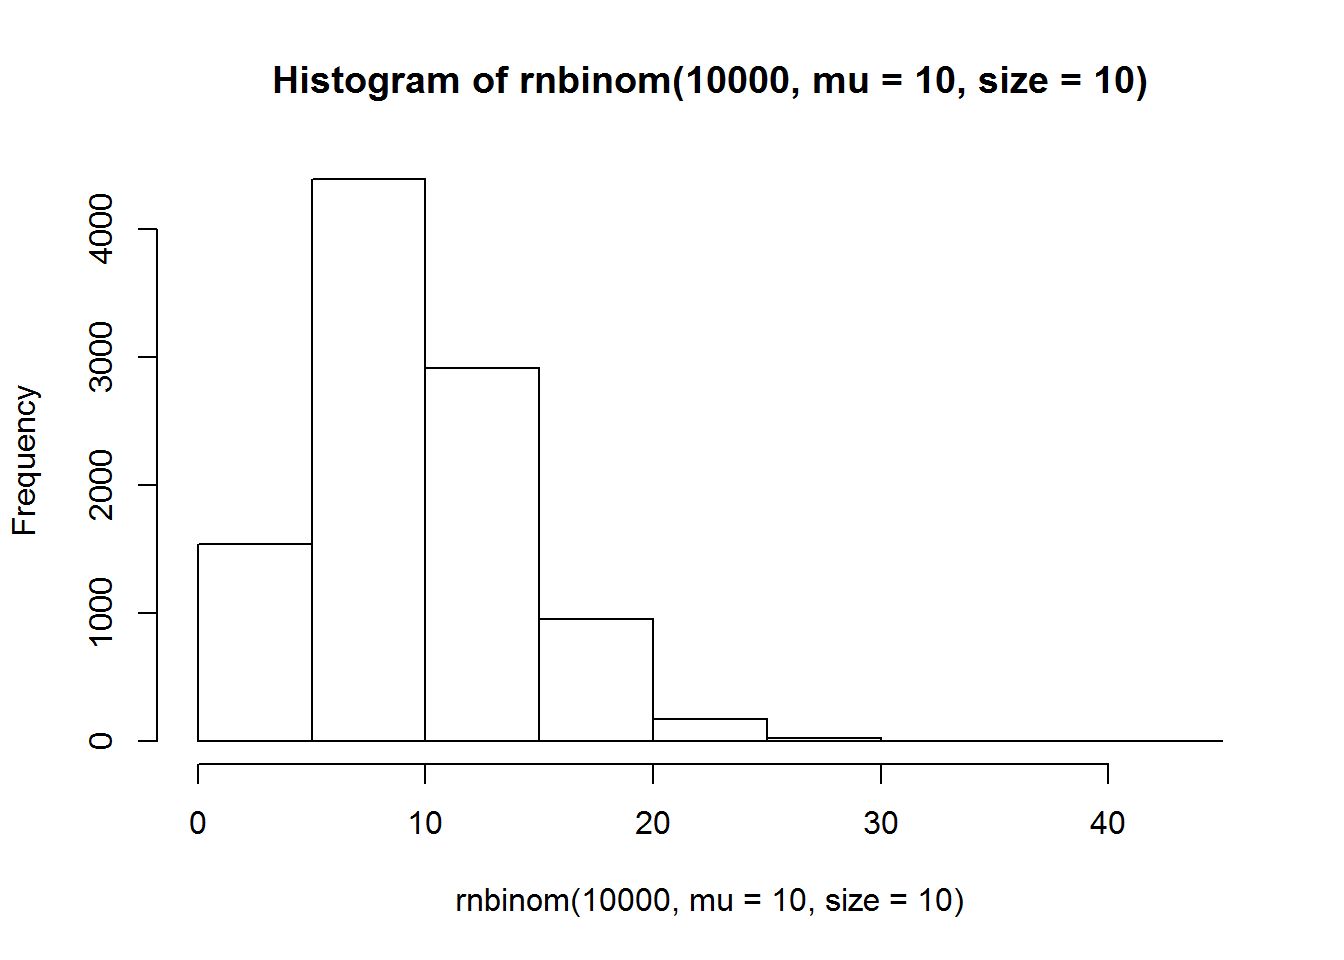 Histogram of rnbinom(10000, mu = 10, size = 10)
Frequency
4000
3000
2000
1000
0
0 10 20 30 40
rnbinom(10000, mu = 10, size = 10)